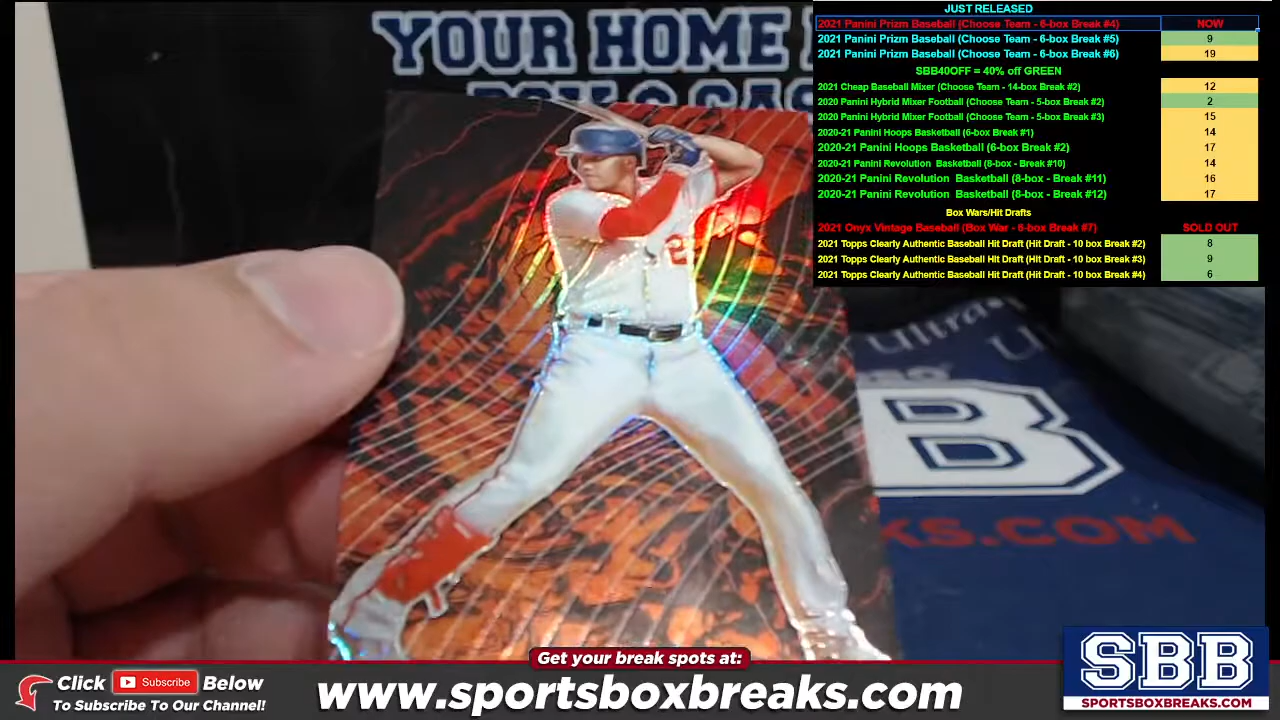 YOUR HOME
JUST RELEASED
2021 Panini Prizm Baseball (Choose Team - 6-box Break #4) NOW
2021 Panini Prizm Baseball (Choose Team - 6-box Break #5) 9
2021 Panini Prizm Baseball (Choose Team - 6-box Break #6) 19
SBB40OFF = 40% off GREEN
2021 Cheap Baseball Mixer (Choose Team - 14-box Break #2) 12
2020 Panini Hybrid Mixer Football (Choose Team - 5-box Break #2) 2
2020 Panini Hybrid Mixer Football (Choose Team - 5-box Break #3) 15
2020-21 Panini Hoops Basketball (6-box Break #1) 14
2020-21 Panini Hoops Basketball (6-box Break #2) 17
2020-21 Panini Revolution Basketball (8-box - Break #10) 14
2020-21 Panini Revolution Basketball (8-box - Break #11) 16
2020-21 Panini Revolution Basketball (8-box - Break #12) 17
Box Wars/Hit Drafts
2021 Onyx Vintage Baseball (Box War - 6-box Break #7) SOLD OUT
2021 Topps Clearly Authentic Baseball Hit Draft (Hit Draft - 10 box Break #2) 8
2021 Topps Clearly Authentic Baseball Hit Draft (Hit Draft - 10 box Break #3) 9
2021 Topps Clearly Authentic Baseball Hit Draft (Hit Draft - 10 box Break #4) 6
Ultra
B
KS.COM
Get your break spots at:
Click Subscribe Below
To Subscribe To Our Channel!
www.sportsboxbreaks.com
SBB
SPORTSBOXBREAKS.COM